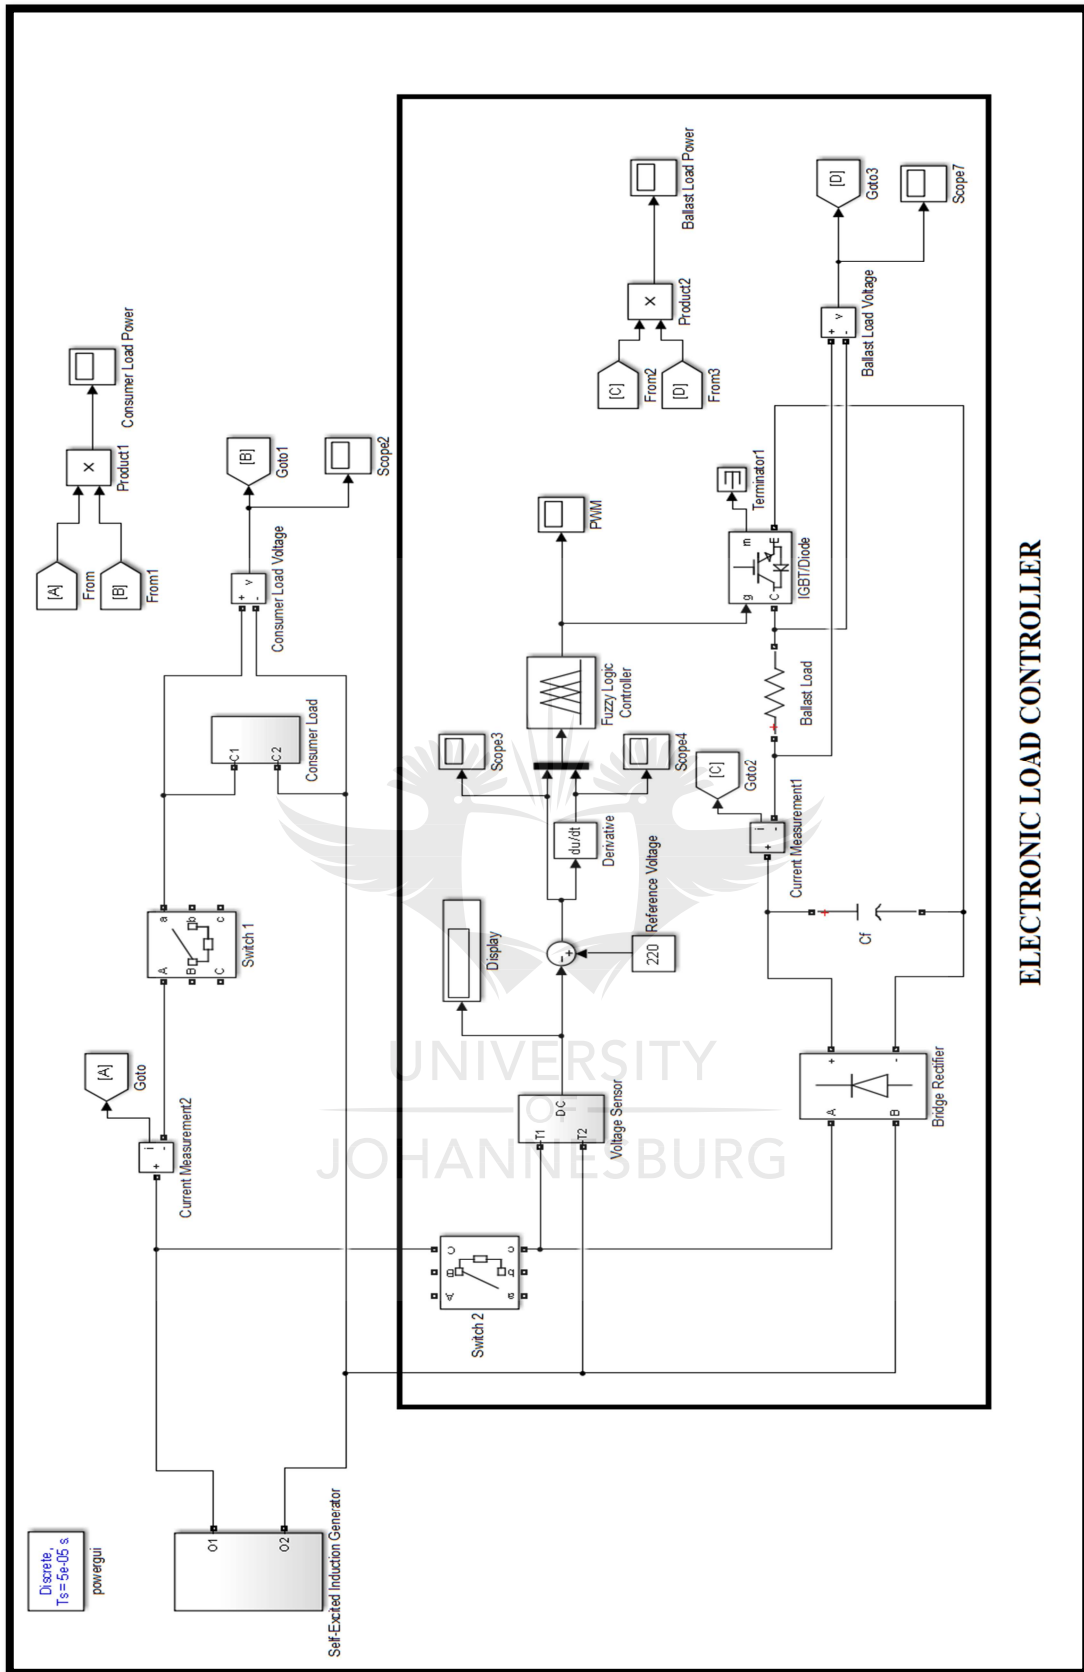 Discrete,
Ts = 5e-05 s
powergui
O1
O2
Self-Excited Induction Generator
+
-
i
Current Measurement2
[A]
Goto
A
B
C
a
b
c
Switch 1
C1
C2
Consumer Load
+
-
v
Consumer Load Voltage
[B]
Goto1
Scope2
[A]
From
[B]
From1
×
Product1
Consumer Load Power
A
B
C
a
b
c
Switch 2
T1
T2
DC
Voltage Sensor
Display
-
+
220
Reference Voltage
du/dt
Derivative
Scope3
Scope4
Fuzzy Logic
Controller
PWM
[C]
From2
[D]
From3
×
Product2
Ballast Load Power
A
B
+
-
Bridge Rectifier
+
Cf
+
-
i
Current Measurement1
[C]
Goto2
+
Ballast Load
g
C
m
E
IGBT/Diode
Terminator1
+
-
v
Ballast Load Voltage
[D]
Goto3
Scope7
UNIVERSITY
OF
JOHANNESBURG
ELECTRONIC LOAD CONTROLLER